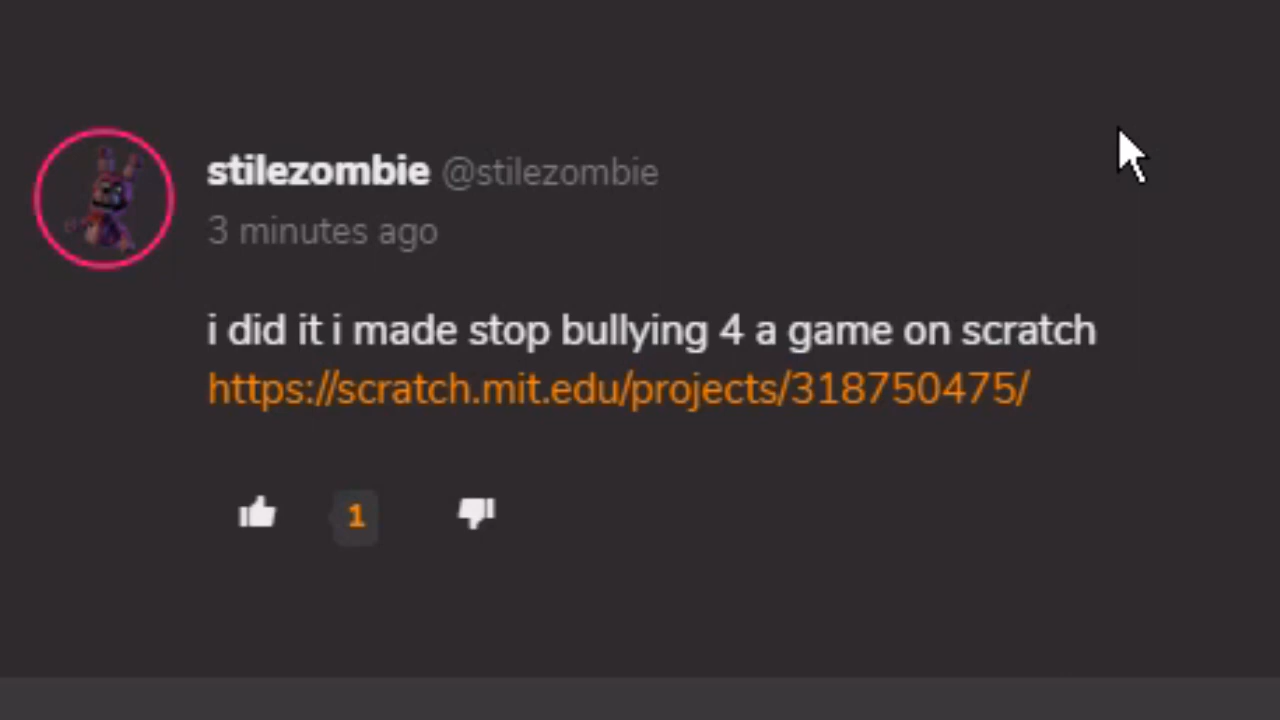 stilezombie @stilezombie
3 minutes ago
i did it i made stop bullying 4 a game on scratch
https://scratch.mit.edu/projects/318750475/
1